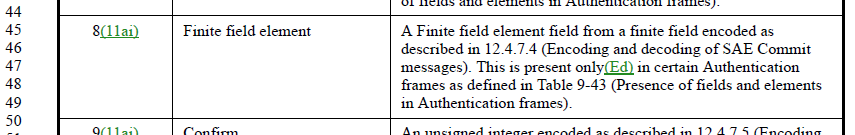 44 of fields and elements in Authentication frames).
45 8(11ai) Finite field element A Finite field element field from a finite field encoded as
46 described in 12.4.7.4 (Encoding and decoding of SAE Commit
47 messages). This is present only(Ed) in certain Authentication
48 frames as defined in Table 9-43 (Presence of fields and elements
49 in Authentication frames).
50
9(11ai) Confirm An unsigned integer encoded as described in 12.4.7.5 (Encoding